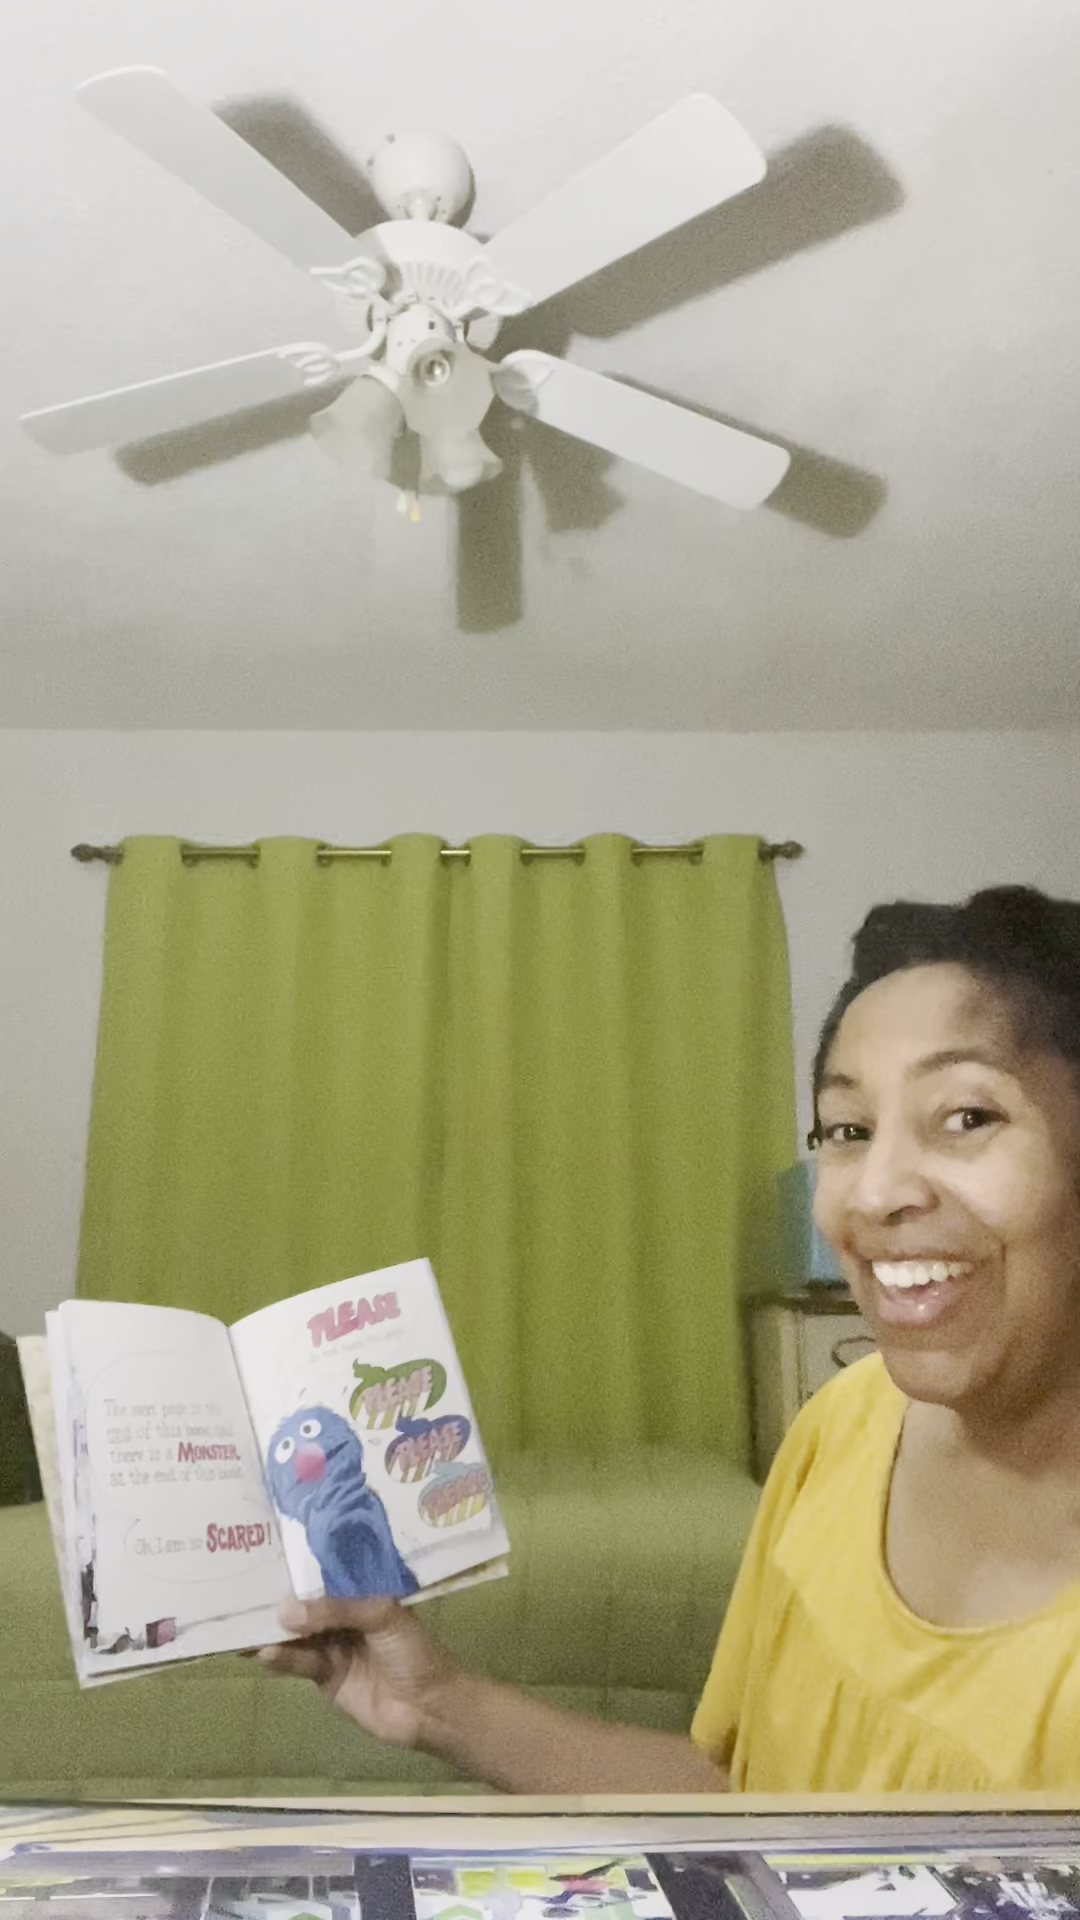 The next page is the
end of this book, and
there is a MONSTER
at the end of this book.
Oh, I am so SCARED!
PLEASE
PLEASE
PLEASE
PLEASE